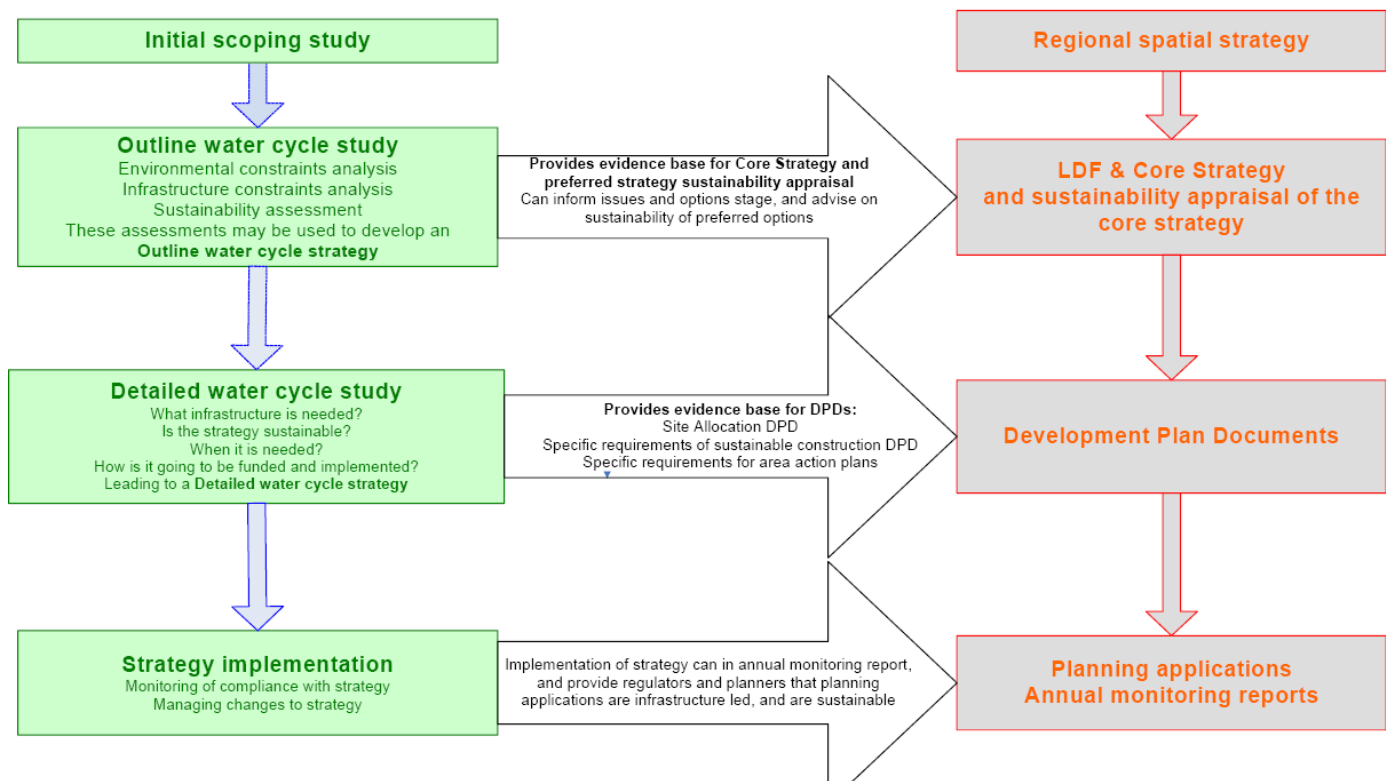 Initial scoping study
Regional spatial strategy
Outline water cycle study
Environmental constraints analysis
Infrastructure constraints analysis
Sustainability assessment
These assessments may be used to develop an
Outline water cycle strategy
Provides evidence base for Core Strategy and
preferred strategy sustainability appraisal
Can inform issues and options stage, and advise on
sustainability of preferred options
LDF & Core Strategy
and sustainability appraisal of the
core strategy
Detailed water cycle study
What infrastructure is needed?
Is the strategy sustainable?
When it is needed?
How is it going to be funded and implemented?
Leading to a Detailed water cycle strategy
Provides evidence base for DPDs:
Site Allocation DPD
Specific requirements of sustainable construction DPD
Specific requirements for area action plans
Development Plan Documents
Strategy implementation
Monitoring of compliance with strategy
Managing changes to strategy
Implementation of strategy can in annual monitoring report,
and provide regulators and planners that planning
applications are infrastructure led, and are sustainable
Planning applications
Annual monitoring reports